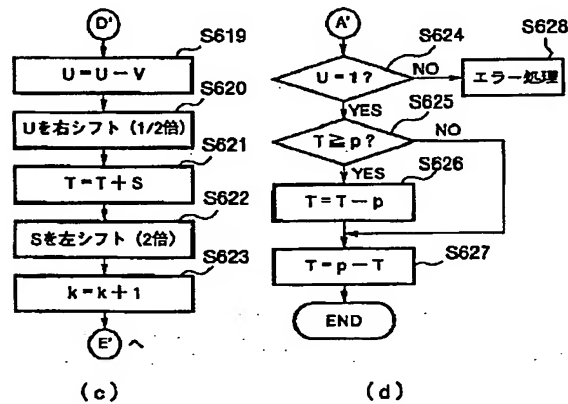 D'
S619
U=U−V
S620
Uを右シフト (1/2倍)
S621
T=T+S
S622
Sを左シフト (2倍)
S623
k=k+1
E' へ
(c)
A'
S624
U=1?
NO
S628
エラー処理
YES
S625
T≧p?
NO
YES
S626
T=T−p
T=p−T
S627
END
(d)